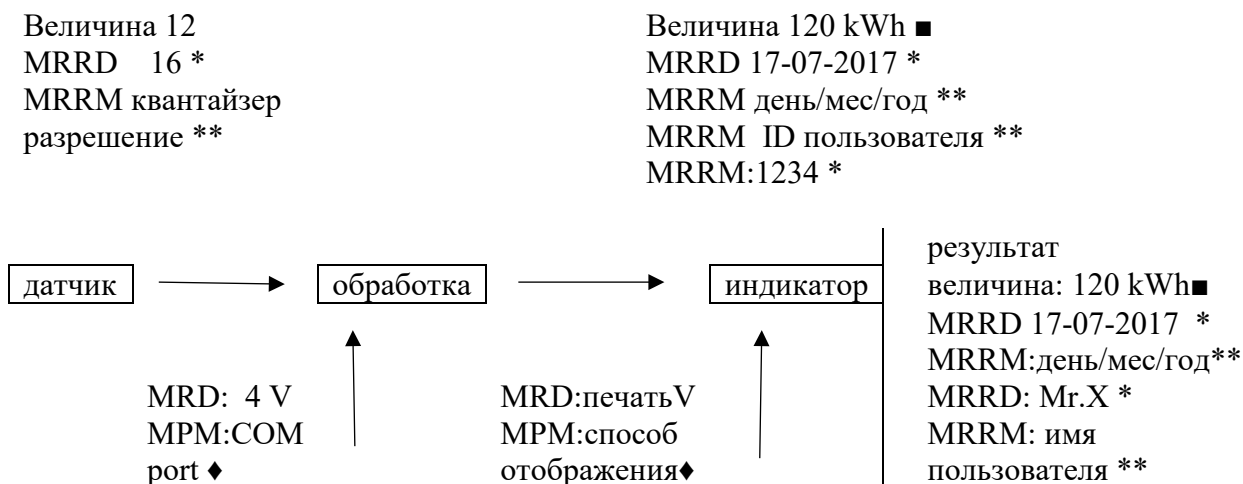 Величина 12
MRRD 16 *
MRRM квантайзер
разрешение **
Величина 120 kWh ■
MRRD 17-07-2017 *
MRRM день/мес/год **
MRRM ID пользователя **
MRRM:1234 *
датчик
обработка
индикатор
результат
величина: 120 kWh■
MRRD 17-07-2017 *
MRRM:день/мес/год**
MRRD: Mr.X *
MRRM: имя
пользователя **
MRD: 4 V
MPM:COM
port ♦
MRD:печатьV
MPM:способ
отображения♦